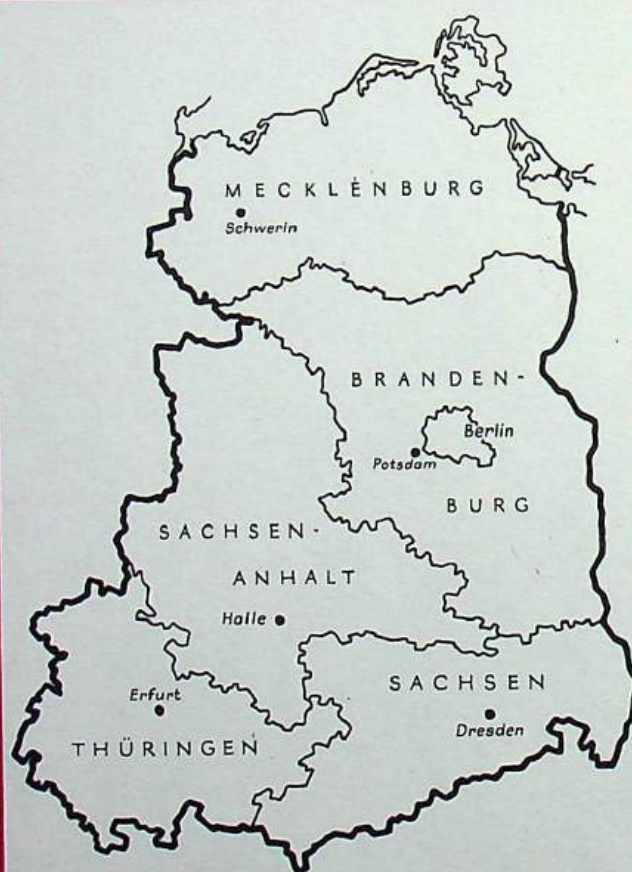 MECKLENBURG
Schwerin
BRANDEN-
Berlin
Potsdam
BURG
SACHSEN-
ANHALT
Halle
SACHSEN
Erfurt
Dresden
THÜRINGEN